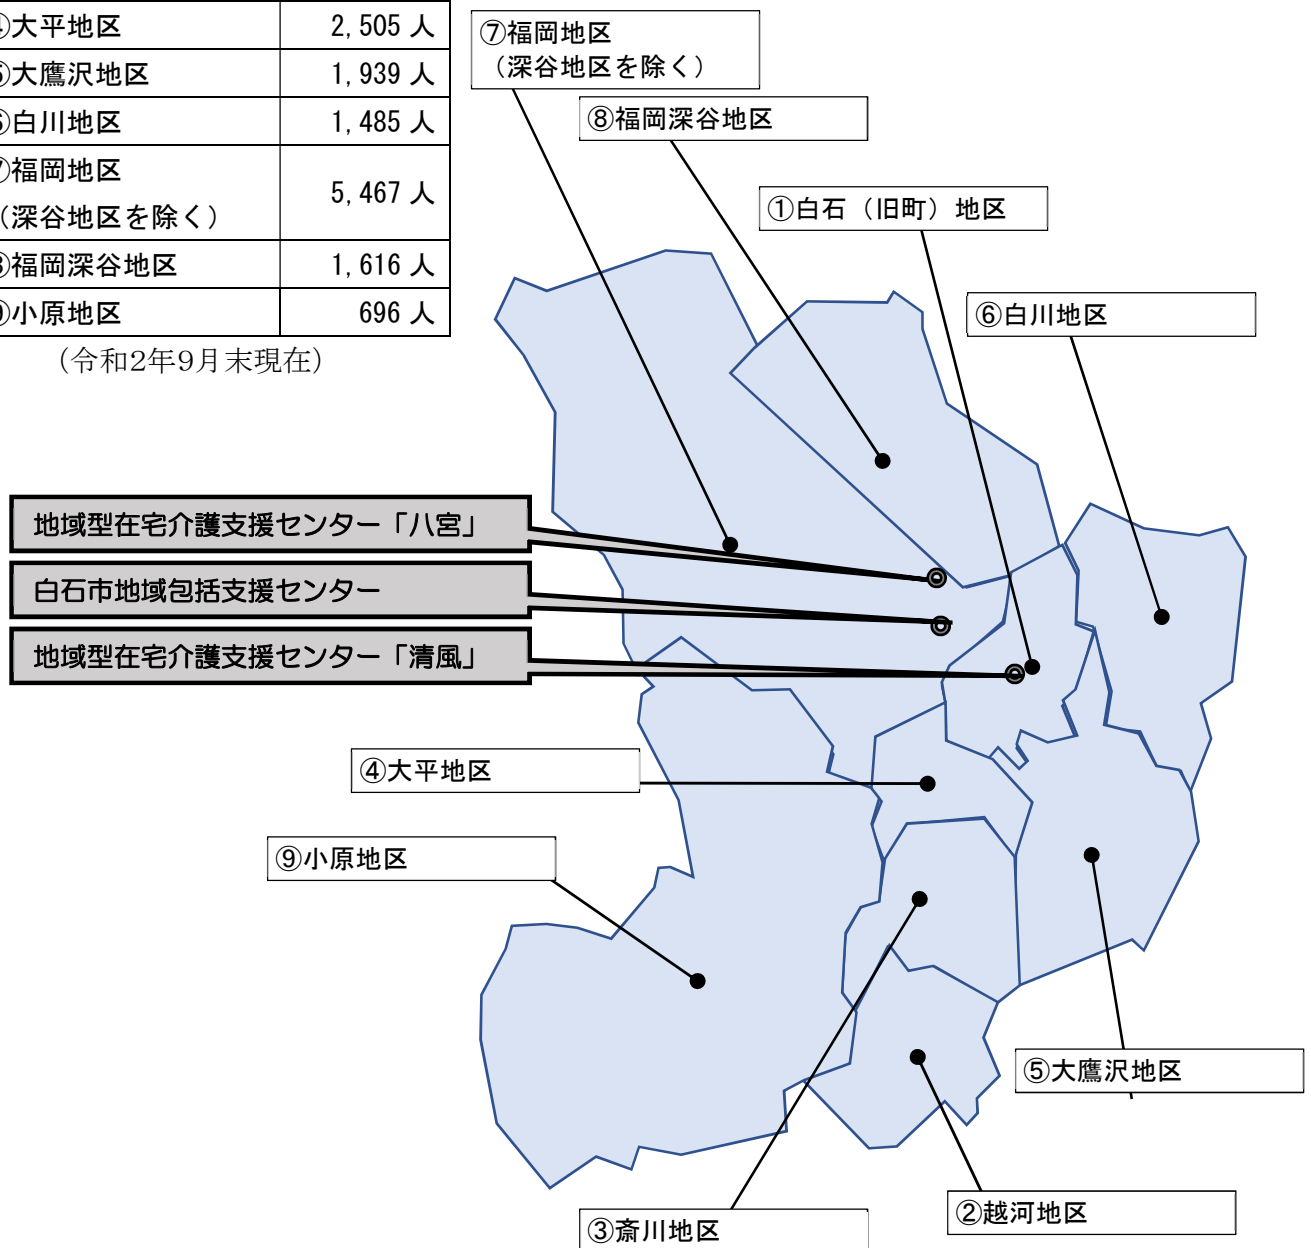 ④大平地区 2,505 人
⑤大鷹沢地区 1,939 人
⑥白川地区 1,485 人
⑦福岡地区
（深谷地区を除く） 5,467 人
⑧福岡深谷地区 1,616 人
⑨小原地区 696 人
（令和2年9月末現在）
⑦福岡地区
（深谷地区を除く）
⑧福岡深谷地区
①白石（旧町）地区
⑥白川地区
地域型在宅介護支援センター「八宮」
白石市地域包括支援センター
地域型在宅介護支援センター「清風」
④大平地区
⑨小原地区
⑤大鷹沢地区
②越河地区
③斎川地区